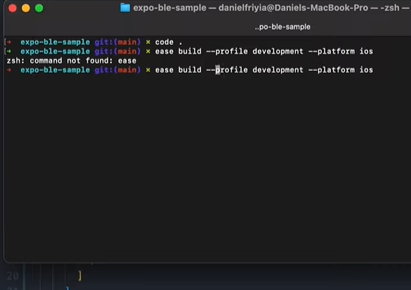 expo-ble-sample — danielfriyia@Daniels-MacBook-Pro — -zsh
..po-ble-sample
[→ expo-ble-sample git:(main) × code .
[→ expo-ble-sample git:(main) × ease build --profile development --platform ios
zsh: command not found: ease
→ expo-ble-sample git:(main) × ease build --profile development --platform ios
]